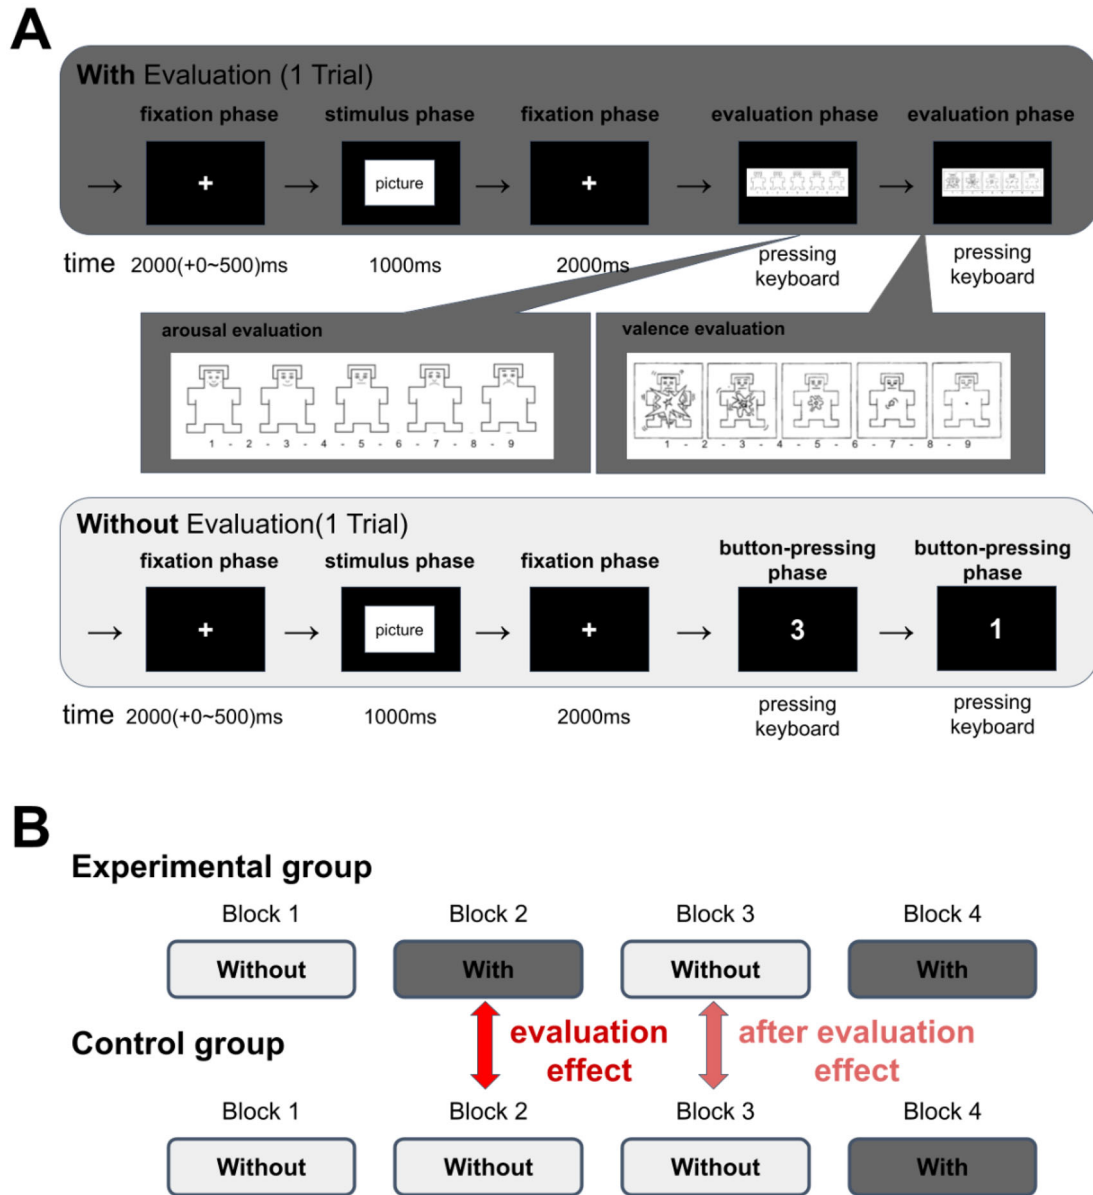 A
With Evaluation (1 Trial)
fixation phase stimulus phase fixation phase evaluation phase evaluation phase
→ + → picture → + → →
time 2000(+0~500)ms 1000ms 2000ms pressing keyboard pressing keyboard
arousal evaluation
1 - 2 - 3 - 4 - 5 - 6 - 7 - 8 - 9
valence evaluation
1 - 2 - 3 - 4 - 5 - 6 - 7 - 8 - 9
Without Evaluation(1 Trial)
fixation phase stimulus phase fixation phase button-pressing phase button-pressing phase
→ + → picture → + → 3 → 1
time 2000(+0~500)ms 1000ms 2000ms pressing keyboard pressing keyboard
B
Experimental group
Block 1 Block 2 Block 3 Block 4
Without With Without With
evaluation effect after evaluation effect
Control group
Block 1 Block 2 Block 3 Block 4
Without Without Without With